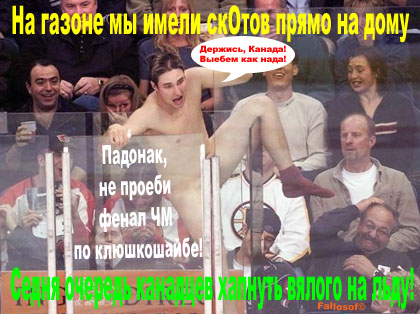 На газоне мы имели скОтов прямо на дому
Держись, Канада!
Выебем как нада!
Падонак,
не проеби
фенал ЧМ
по клюшкошайбе!
Седня очередь канадцев хапнуть вялого на льду!
Fallosof©